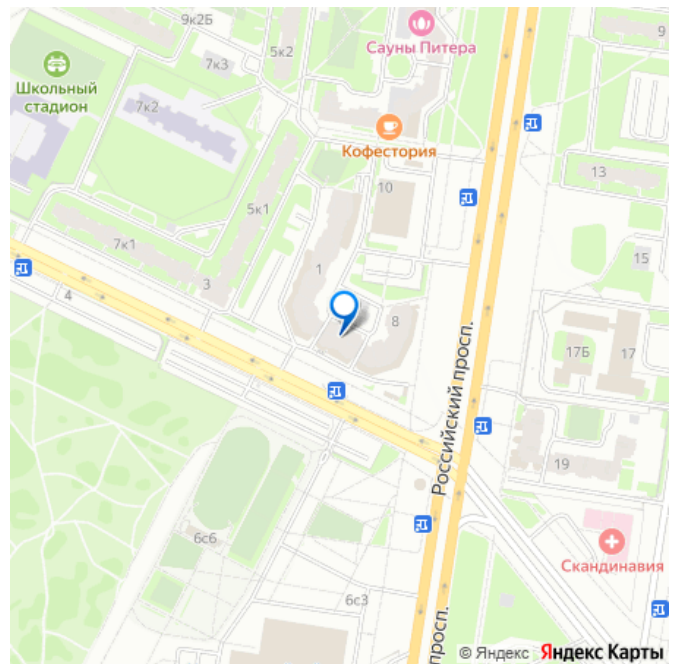 9к2Б
5к2
Сауны Питера
9
7к3
Школьный
стадион
7к2
Кофестория
13
10
5к1
7к1
1
15
3
4
8
17Б
17
Российский просп.
19
6с6
Скандинавия
6с3
просп.
© Яндекс Яндекс Карты